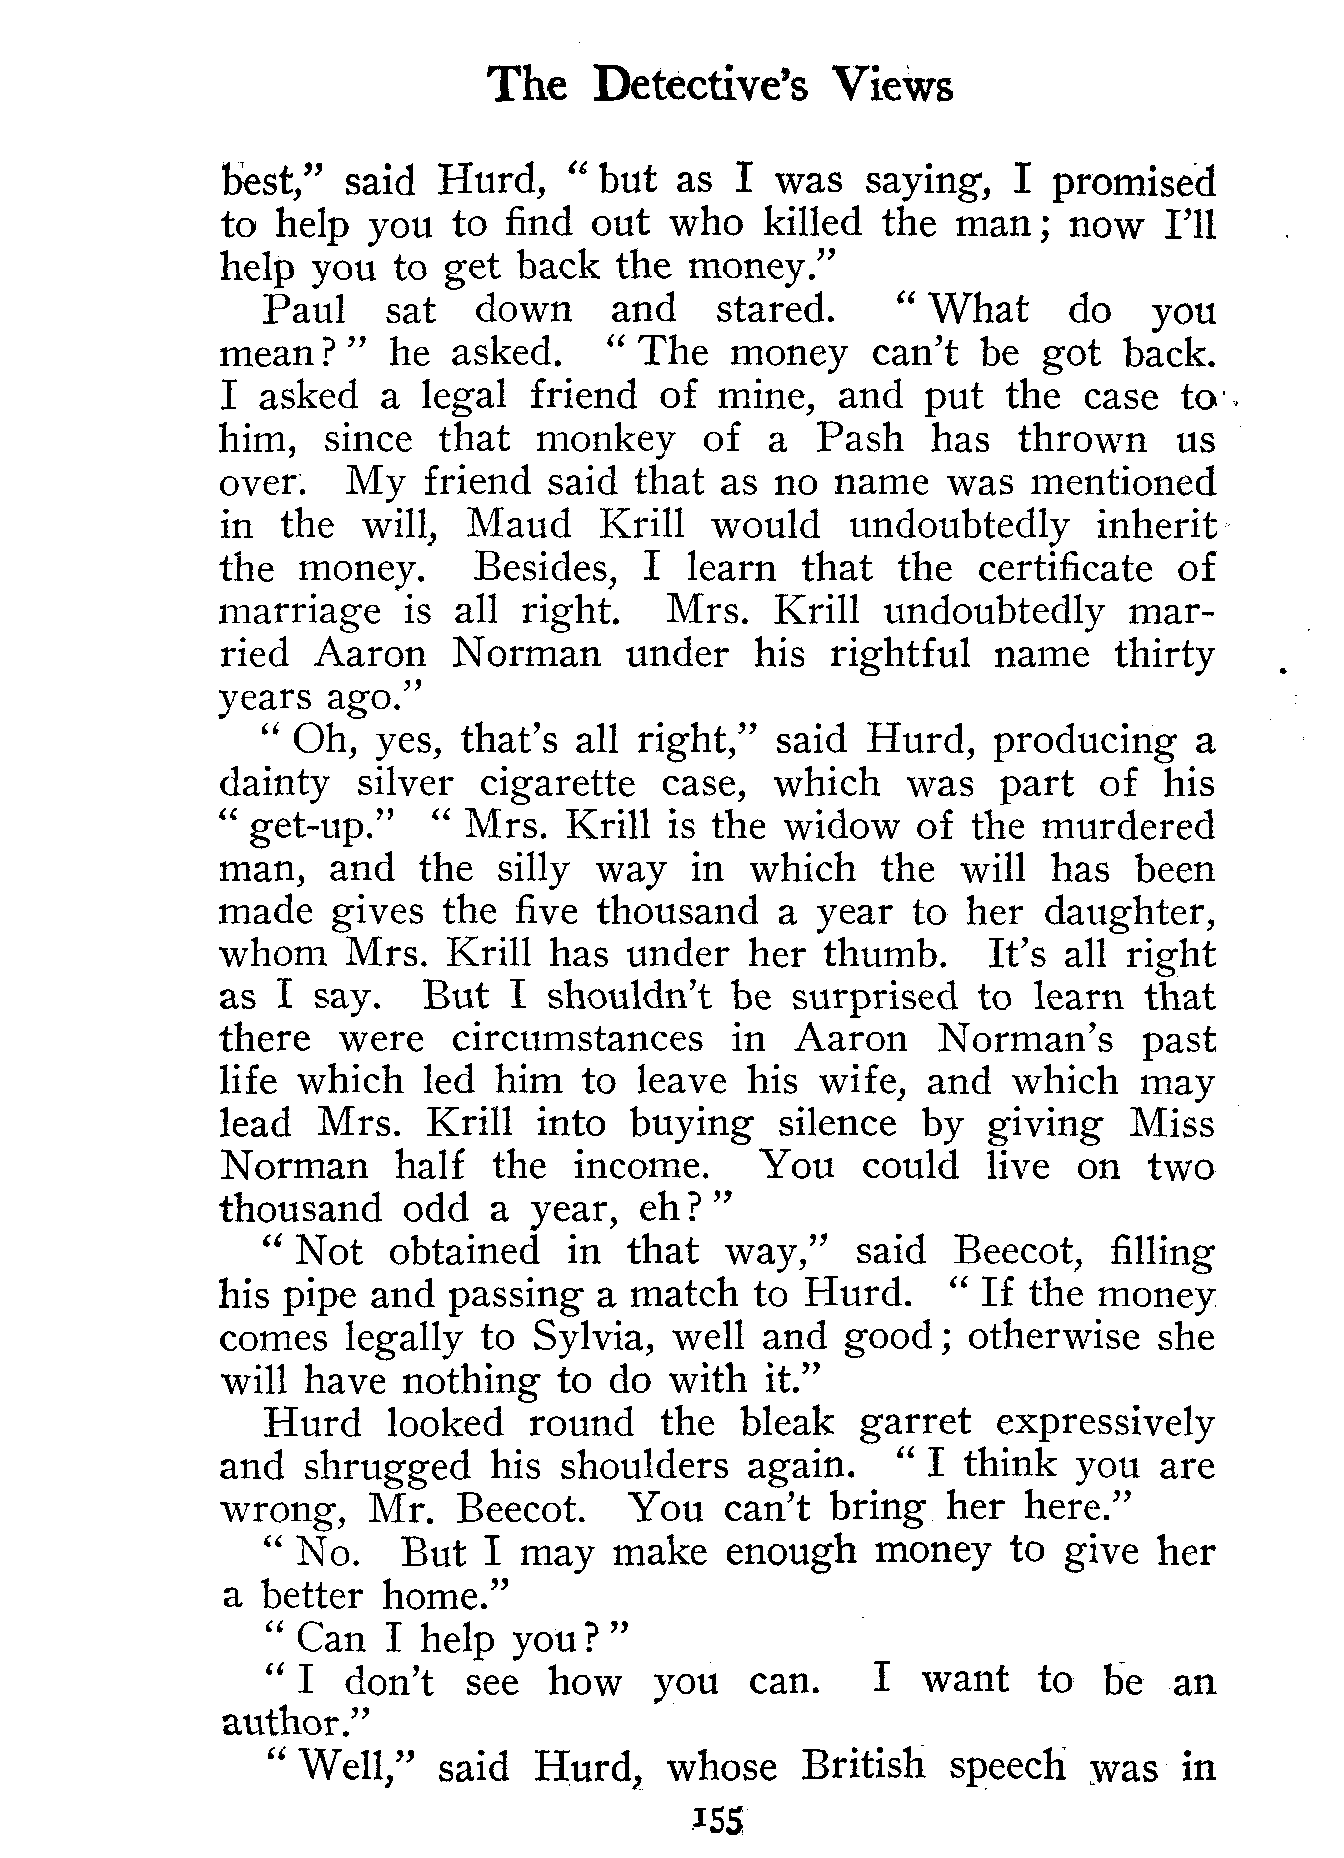 The Detective's Views
best," said Hurd, "but as I was saying, I promised
to help you to find out who killed the man; now I'll
help you to get back the money."
Paul sat down and stared. "What do you
mean?" he asked. "The money can't be got back.
I asked a legal friend of mine, and put the case to
him, since that monkey of a Pash has thrown us
over. My friend said that as no name was mentioned
in the will, Maud Krill would undoubtedly inherit
the money. Besides, I learn that the certificate of
marriage is all right. Mrs. Krill undoubtedly mar-
ried Aaron Norman under his rightful name thirty
years ago."
"Oh, yes, that's all right," said Hurd, producing a
dainty silver cigarette case, which was part of his
"get-up." "Mrs. Krill is the widow of the murdered
man, and the silly way in which the will has been
made gives the five thousand a year to her daughter,
whom Mrs. Krill has under her thumb. It's all right
as I say. But I shouldn't be surprised to learn that
there were circumstances in Aaron Norman's past
life which led him to leave his wife, and which may
lead Mrs. Krill into buying silence by giving Miss
Norman half the income. You could live on two
thousand odd a year, eh?"
"Not obtained in that way," said Beecot, filling
his pipe and passing a match to Hurd. "If the money
comes legally to Sylvia, well and good; otherwise she
will have nothing to do with it."
Hurd looked round the bleak garret expressively
and shrugged his shoulders again. "I think you are
wrong, Mr. Beecot. You can't bring her here."
"No. But I may make enough money to give her
a better home."
"Can I help you?"
"I don't see how you can. I want to be an
author."
"Well," said Hurd, whose British speech was in
155